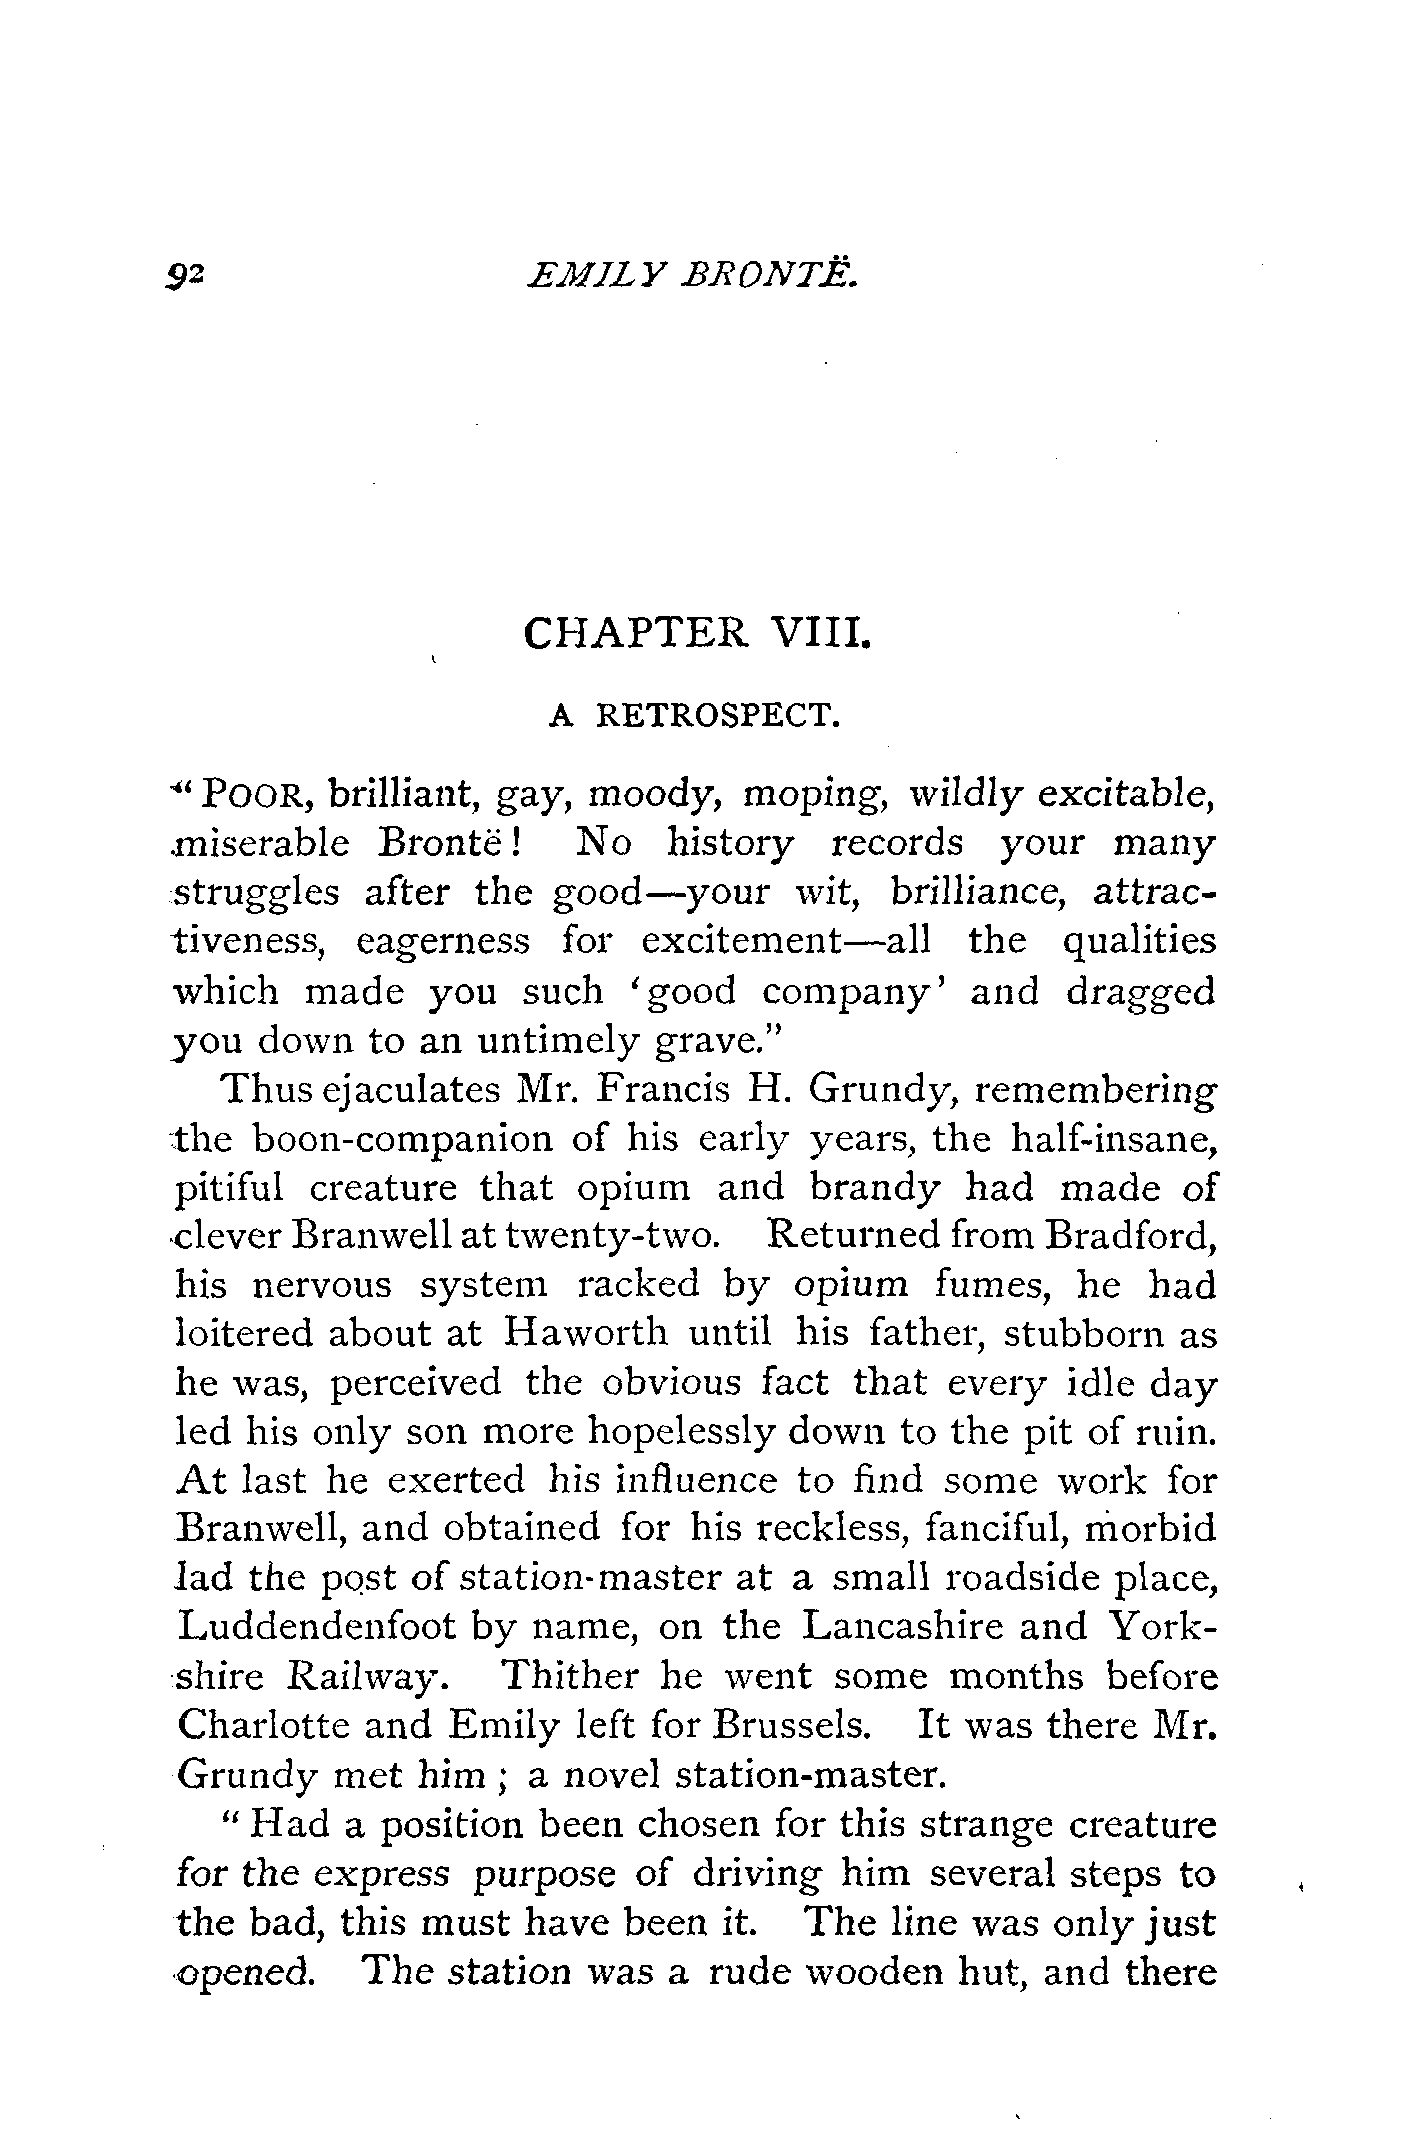 92 EMILY BRONTË.
CHAPTER VIII.
A RETROSPECT.
“ POOR, brilliant, gay, moody, moping, wildly excitable,
miserable Brontë ! No history records your many
struggles after the good—your wit, brilliance, attrac-
tiveness, eagerness for excitement—all the qualities
which made you such ‘ good company ’ and dragged
you down to an untimely grave.”
Thus ejaculates Mr. Francis H. Grundy, remembering
the boon-companion of his early years, the half-insane,
pitiful creature that opium and brandy had made of
clever Branwell at twenty-two. Returned from Bradford,
his nervous system racked by opium fumes, he had
loitered about at Haworth until his father, stubborn as
he was, perceived the obvious fact that every idle day
led his only son more hopelessly down to the pit of ruin.
At last he exerted his influence to find some work for
Branwell, and obtained for his reckless, fanciful, morbid
lad the post of station-master at a small roadside place,
Luddendenfoot by name, on the Lancashire and York-
shire Railway. Thither he went some months before
Charlotte and Emily left for Brussels. It was there Mr.
Grundy met him ; a novel station-master.
“ Had a position been chosen for this strange creature
for the express purpose of driving him several steps to
the bad, this must have been it. The line was only just
opened. The station was a rude wooden hut, and there